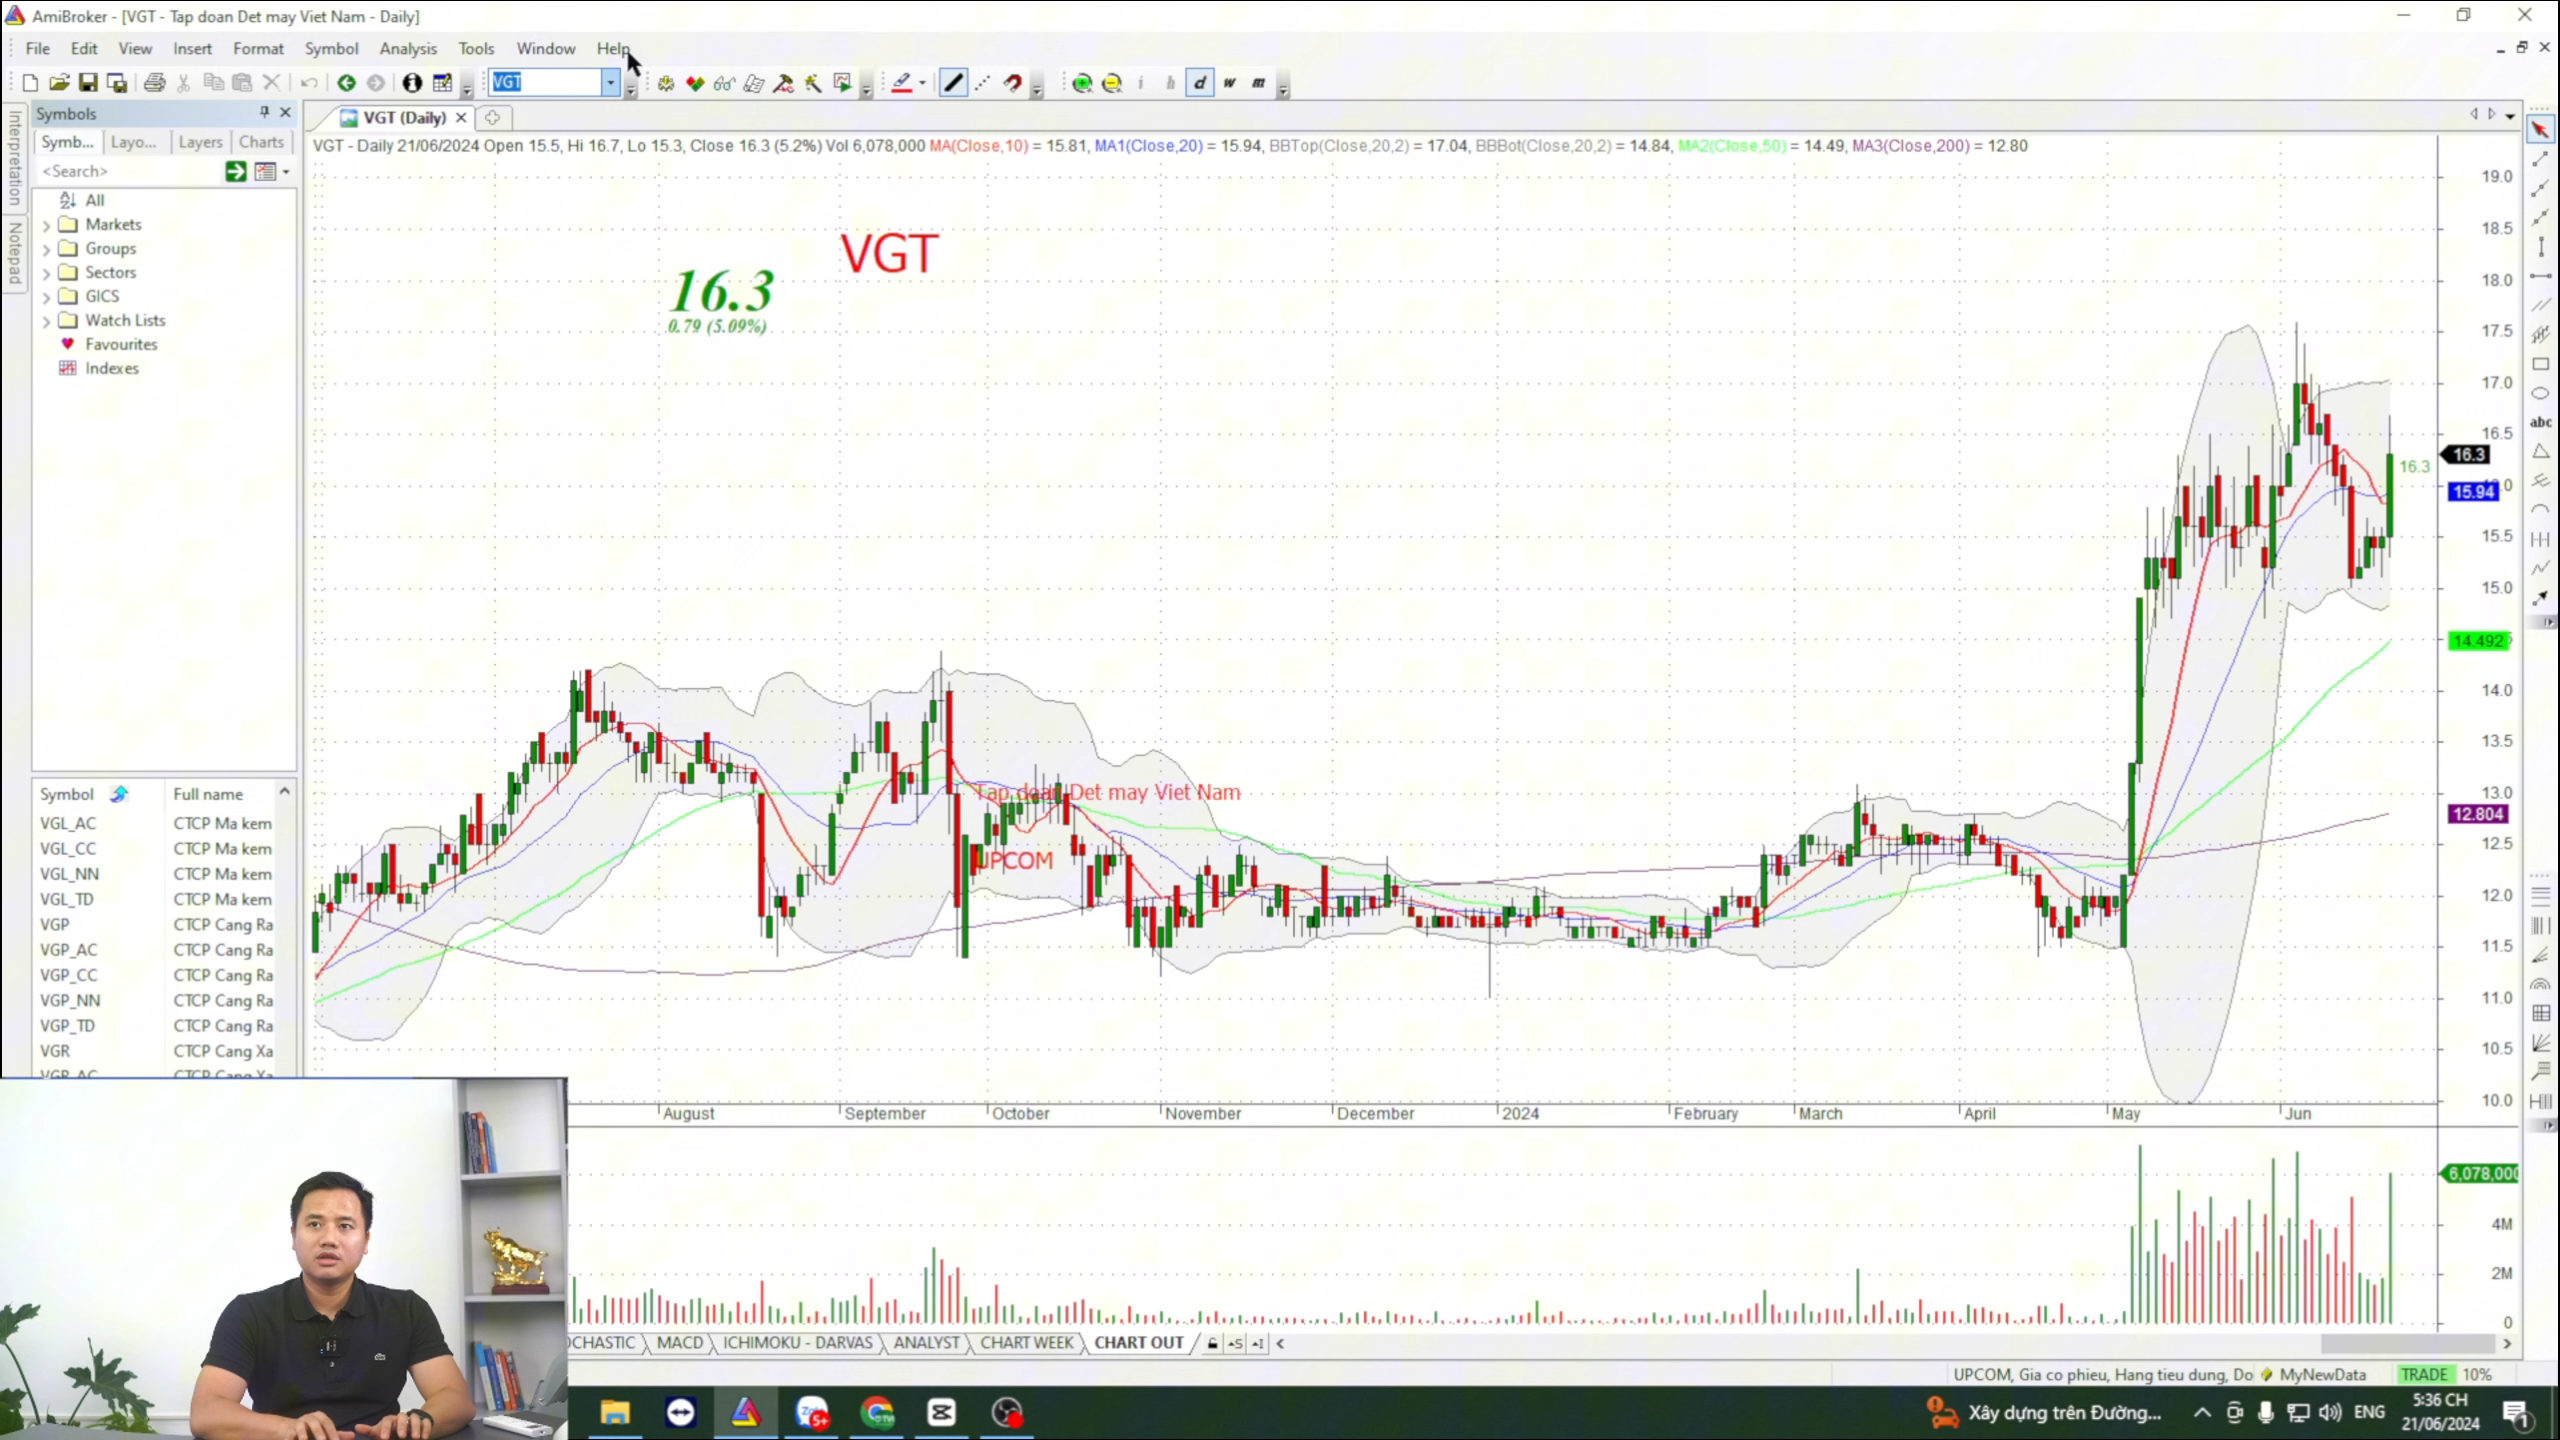 AmiBroker - [VGT - Tap doan Det may Viet Nam - Daily]
File Edit View Insert Format Symbol Analysis Tools Window Help
VGT
i h d w m
Symbols
VGT (Daily)
Interpretation
Notepad
Symb... Layo... Layers Charts
<Search>
All
Markets
Groups
Sectors
GICS
Watch Lists
Favourites
Indexes
Symbol Full name
VGL_AC CTCP Ma kem
VGL_CC CTCP Ma kem
VGL_NN CTCP Ma kem
VGL_TD CTCP Ma kem
VGP CTCP Cang Ra
VGP_AC CTCP Cang Ra
VGP_CC CTCP Cang Ra
VGP_NN CTCP Cang Ra
VGP_TD CTCP Cang Ra
VGR CTCP Cang Xa
VGR_AC CTCP Cang Xa
VGT - Daily 21/06/2024 Open 15.5, Hi 16.7, Lo 15.3, Close 16.3 (5.2%) Vol 6,078,000 MA(Close,10) = 15.81, MA1(Close,20) = 15.94, BBTop(Close,20,2) = 17.04, BBBot(Close,20,2) = 14.84, MA2(Close,50) = 14.49, MA3(Close,200) = 12.80
VGT
16.3
0.79 (5.09%)
Tap doan Det may Viet Nam
UPCOM
16.3
19.0
18.5
18.0
17.5
17.0
16.5
16.3
15.94
15.5
15.0
14.492
14.0
13.5
13.0
12.804
12.5
12.0
11.5
11.0
10.5
10.0
abc
August September October November December 2024 February March April May Jun
6,078,000
4M
2M
0
OCHASTIC MACD ICHIMOKU - DARVAS ANALYST CHART WEEK CHART OUT
UPCOM, Gia co phieu, Hang tieu dung, Do MyNewData TRADE 10%
Zalo 5+
Xây dựng trên Đường... ENG
5:36 CH
21/06/2024
1